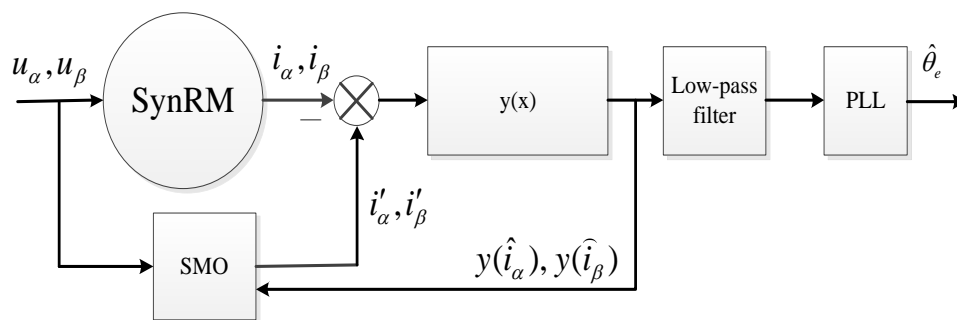 u_α, u_β
SynRM
i_α, i_β
−
y(x)
Low-pass
filter
PLL
θ̂_e
i′_α, i′_β
SMO
y(î_α), y(î_β)